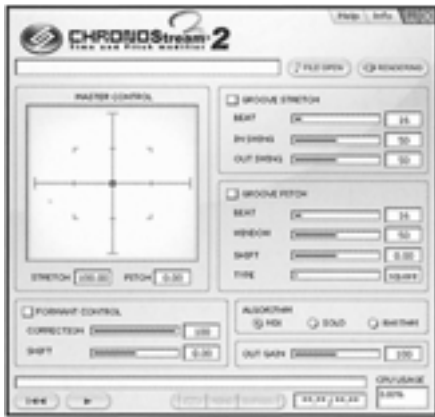 Help Info
CHRONOStream 2
Time and Pitch modifier
FILE OPEN RENDERING
MASTER CONTROL
STRETCH 100.00 PITCH 0.00
GROOVE STRETCH
BEAT 16
IN SWING 50
OUT SWING 50
GROOVE PITCH
BEAT 16
WINDOW 50
SHIFT 0.00
TYPE SQUARE
FORMANT CONTROL
CORRECTION 100
SHIFT 0.00
ALGORITHM
MIX SOLO RHYTHM
OUT GAIN 100
CPU USAGE
0.00%